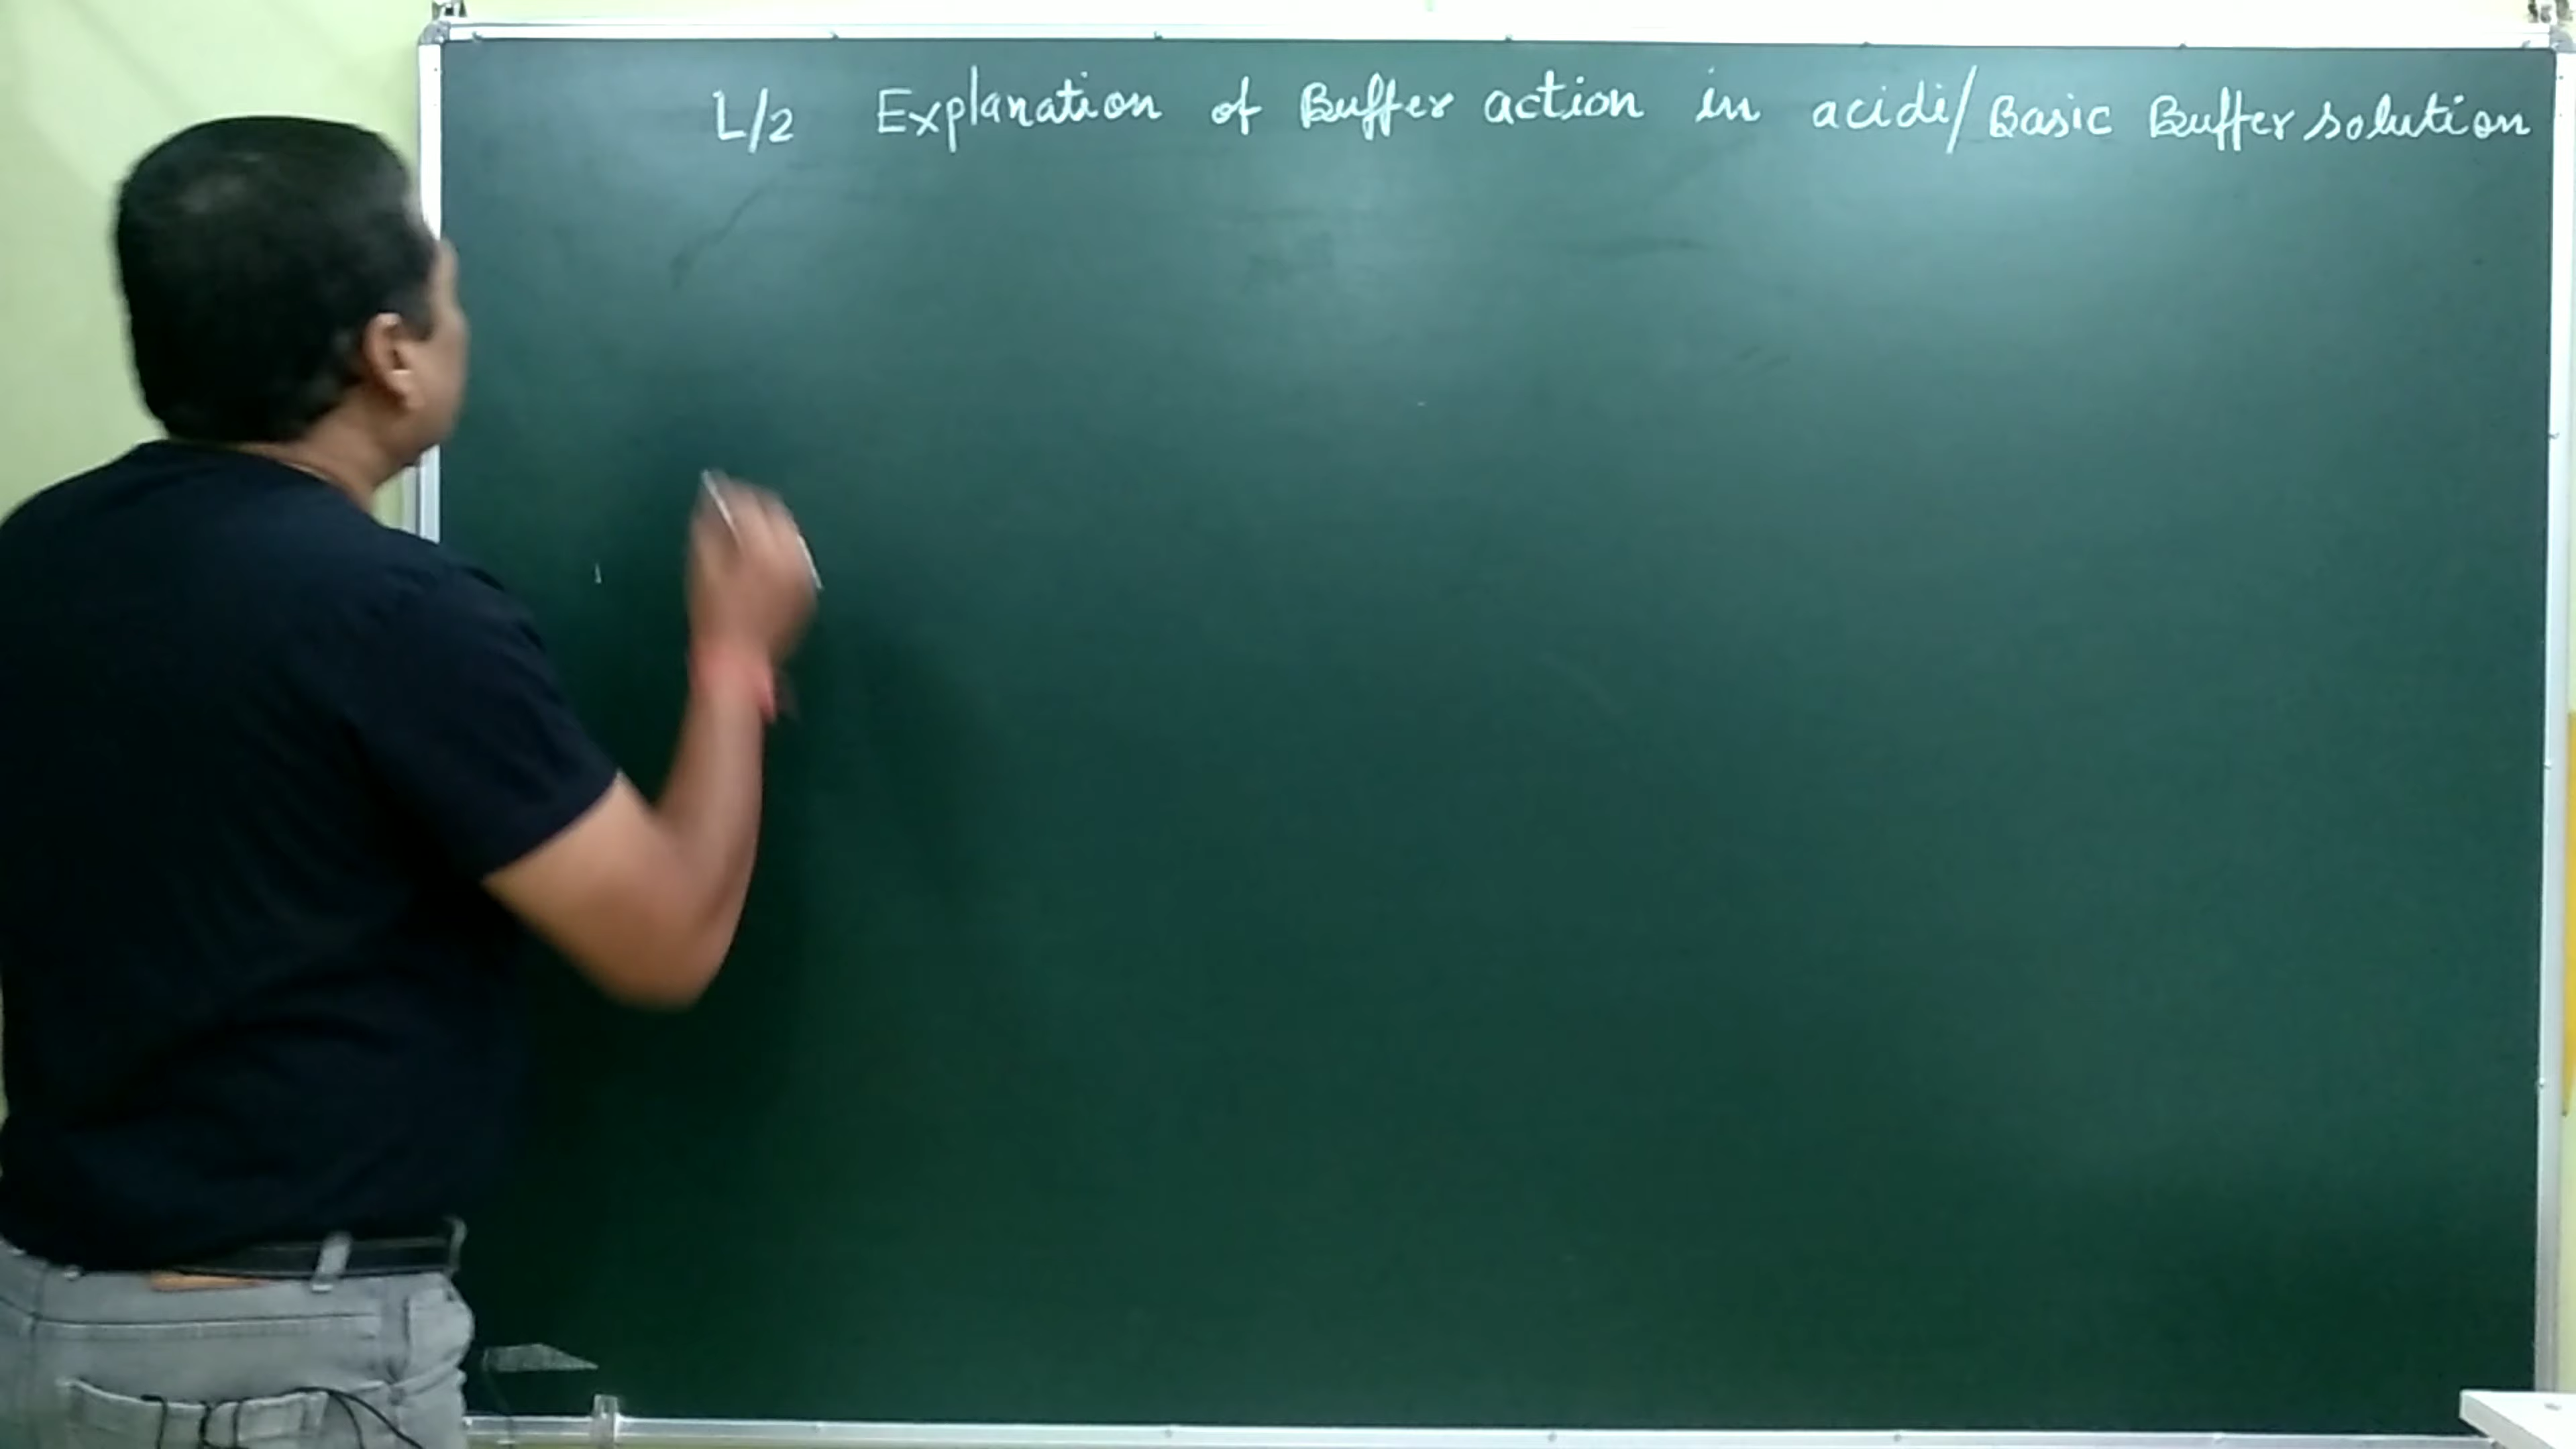 L/2 Explanation of Buffer action in acidi/Basic Buffer solution